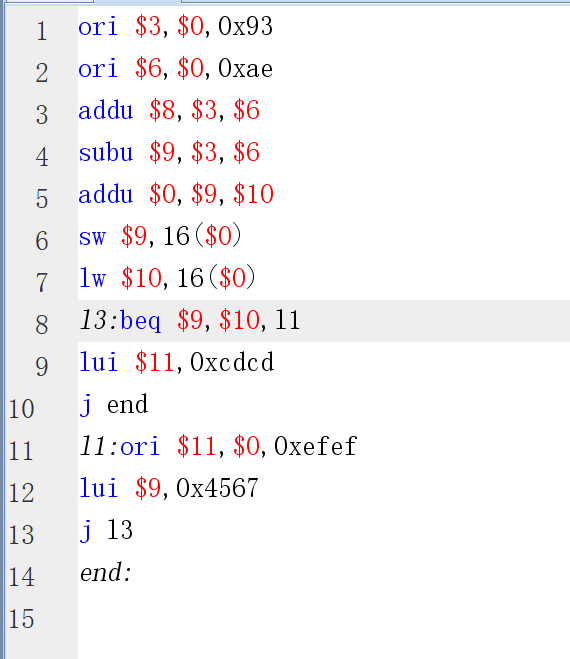 1 ori $3,$0,0x93
2 ori $6,$0,0xae
3 addu $8,$3,$6
4 subu $9,$3,$6
5 addu $0,$9,$10
6 sw $9,16($0)
7 lw $10,16($0)
8 l3:beq $9,$10,l1
9 lui $11,0xcdcd
10 j end
11 l1:ori $11,$0,0xefef
12 lui $9,0x4567
13 j l3
14 end:
15